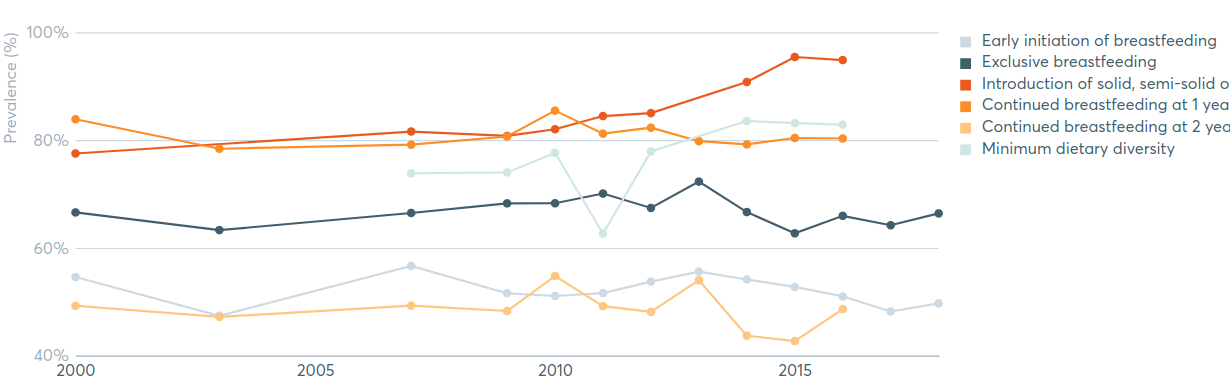 Prevalence (%)
100%
80%
60%
40%
2000
2005
2010
2015
Early initiation of breastfeeding
Exclusive breastfeeding
Introduction of solid, semi-solid o
Continued breastfeeding at 1 yea
Continued breastfeeding at 2 yea
Minimum dietary diversity